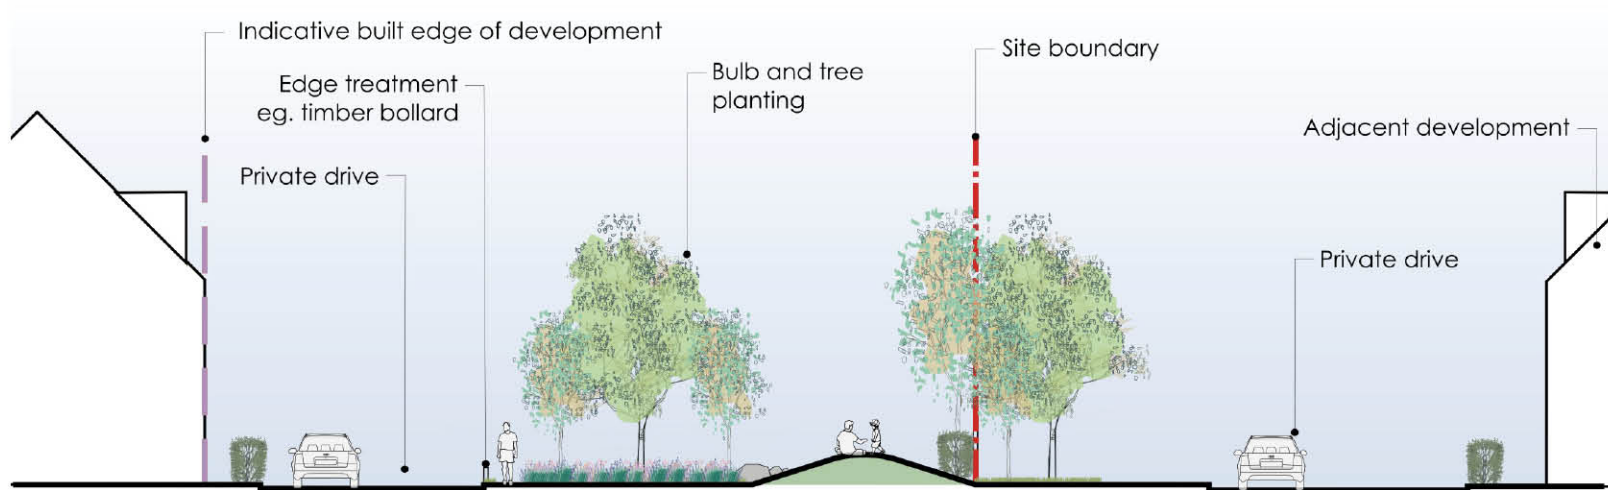 Indicative built edge of development
Edge treatment
eg. timber bollard
Private drive
Bulb and tree
planting
Site boundary
Adjacent development
Private drive